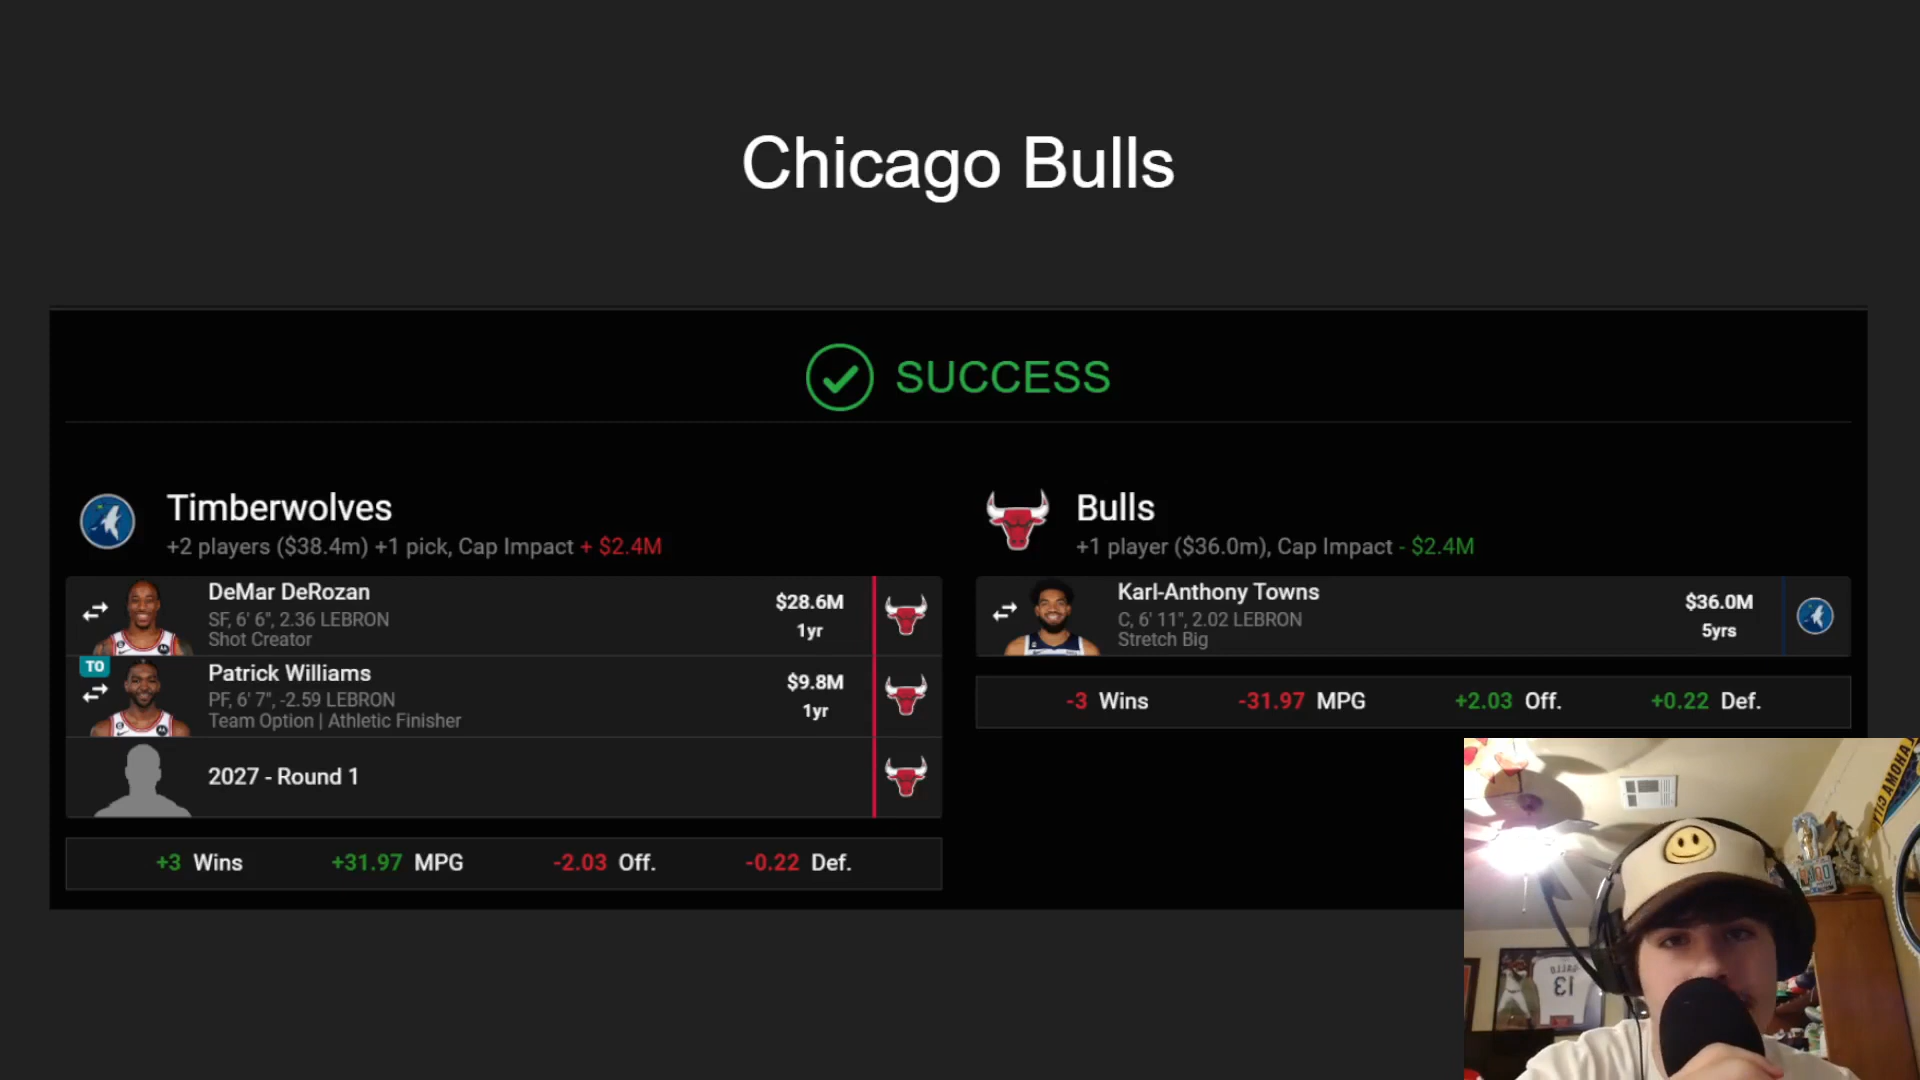 Chicago Bulls
SUCCESS
Timberwolves
+2 players ($38.4m) +1 pick, Cap Impact + $2.4M
DeMar DeRozan
SF, 6' 6", 2.36 LEBRON
Shot Creator
$28.6M
1yr
TO
Patrick Williams
PF, 6' 7", -2.59 LEBRON
Team Option | Athletic Finisher
$9.8M
1yr
2027 - Round 1
+3 Wins +31.97 MPG -2.03 Off. -0.22 Def.
Bulls
+1 player ($36.0m), Cap Impact - $2.4M
Karl-Anthony Towns
C, 6' 11", 2.02 LEBRON
Stretch Big
$36.0M
5yrs
-3 Wins -31.97 MPG +2.03 Off. +0.22 Def.
GALLO
13